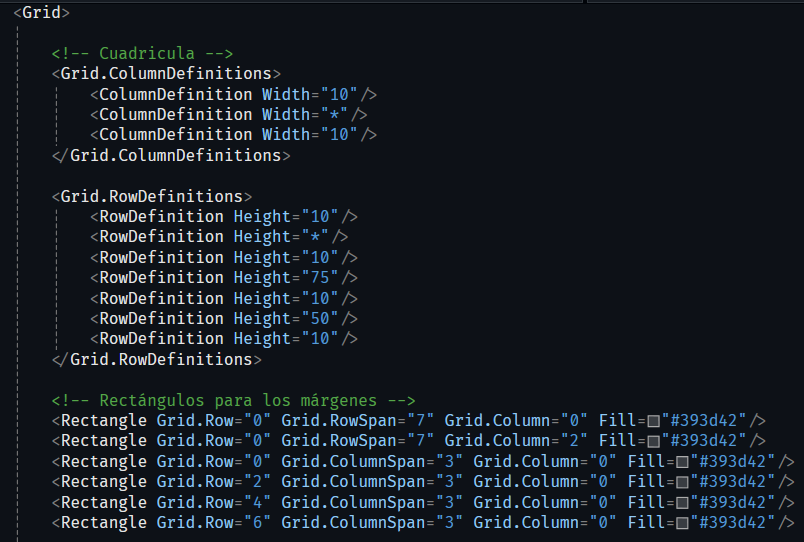 <Grid>
<!-- Cuadricula -->
<Grid.ColumnDefinitions>
<ColumnDefinition Width="10"/>
<ColumnDefinition Width="*"/>
<ColumnDefinition Width="10"/>
</Grid.ColumnDefinitions>
<Grid.RowDefinitions>
<RowDefinition Height="10"/>
<RowDefinition Height="*"/>
<RowDefinition Height="10"/>
<RowDefinition Height="75"/>
<RowDefinition Height="10"/>
<RowDefinition Height="50"/>
<RowDefinition Height="10"/>
</Grid.RowDefinitions>
<!-- Rectángulos para los márgenes -->
<Rectangle Grid.Row="0" Grid.RowSpan="7" Grid.Column="0" Fill="#393d42"/>
<Rectangle Grid.Row="0" Grid.RowSpan="7" Grid.Column="2" Fill="#393d42"/>
<Rectangle Grid.Row="0" Grid.ColumnSpan="3" Grid.Column="0" Fill="#393d42"/>
<Rectangle Grid.Row="2" Grid.ColumnSpan="3" Grid.Column="0" Fill="#393d42"/>
<Rectangle Grid.Row="4" Grid.ColumnSpan="3" Grid.Column="0" Fill="#393d42"/>
<Rectangle Grid.Row="6" Grid.ColumnSpan="3" Grid.Column="0" Fill="#393d42"/>